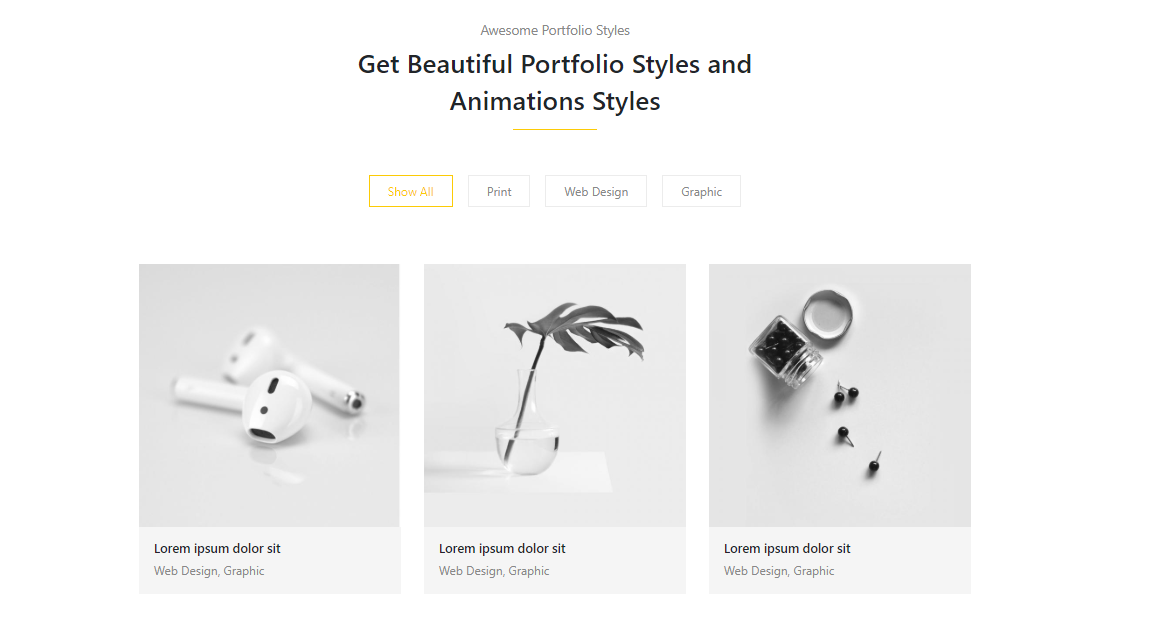 Awesome Portfolio Styles
Get Beautiful Portfolio Styles and
Animations Styles
Show All
Print
Web Design
Graphic
Lorem ipsum dolor sit
Web Design, Graphic
Lorem ipsum dolor sit
Web Design, Graphic
Lorem ipsum dolor sit
Web Design, Graphic